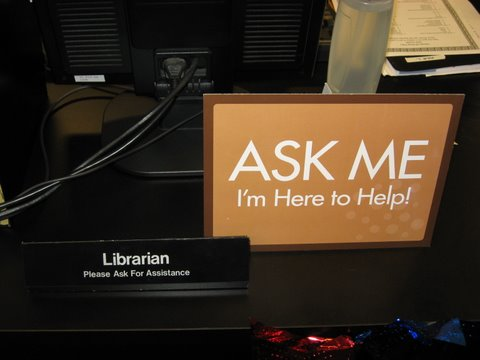 ASK ME
I'm Here to Help!
Librarian
Please Ask For Assistance